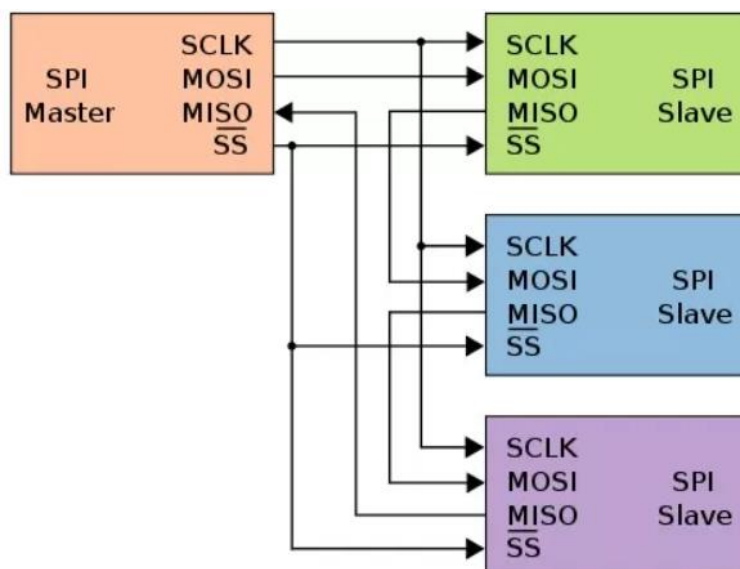 SPI
Master
SCLK
MOSI
MISO
SS
SCLK
MOSI
MISO
SS
SPI
Slave
SCLK
MOSI
MISO
SS
SPI
Slave
SCLK
MOSI
MISO
SS
SPI
Slave